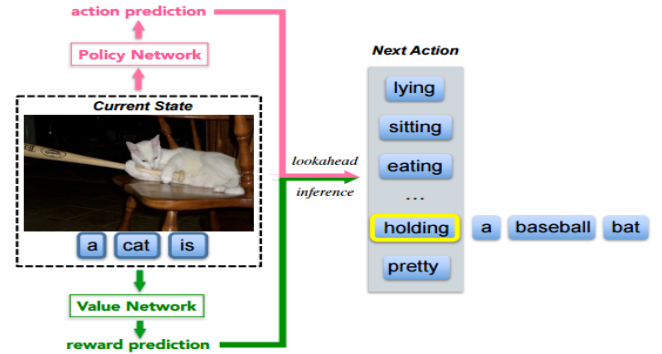 action prediction
Policy Network
Current State
a cat is
Value Network
reward prediction
lookahead
inference
Next Action
lying
sitting
eating
...
holding a baseball bat
pretty